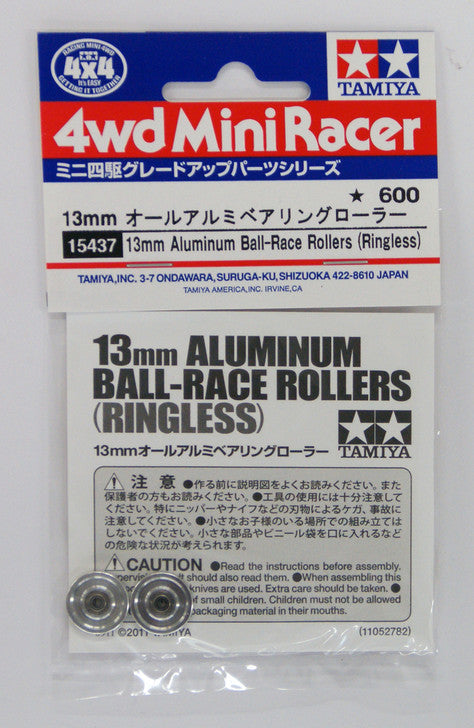 RACING MINI-4WD
4x4
It's EASY
GETTING IT TOGETHER
TAMIYA
4wd Mini Racer
ミニ四駆グレードアップパーツシリーズ
★ 600
13mm オールアルミベアリングローラー
15437 13mm Aluminum Ball-Race Rollers (Ringless)
TAMIYA,INC. 3-7 ONDAWARA, SURUGA-KU, SHIZUOKA 422-8610 JAPAN
TAMIYA AMERICA,INC. IRVINE,CA
13mm ALUMINUM
BALL-RACE ROLLERS
(RINGLESS)
TAMIYA
13mmオールアルミベアリングローラー
注意 ●作る前に説明図をよくお読みください。また
保護者の方もお読みください。●工具の使用には十分注意して
ください。特にニッパーやナイフなどの刃物によるケガ、事故に
注意してください。●小さなお子様のいる場所での組み立ては
しないでください。小さな部品やビニール袋を口に入れるなど
の危険な状況が考えられます。
CAUTION ●Read the instructions before assembly.
should also read them. ●When assembling this
knives are used. Extra care should be taken. ●
of small children. Children must not be allowed
packaging material in their mouths.
©2011 TAMIYA (11052782)